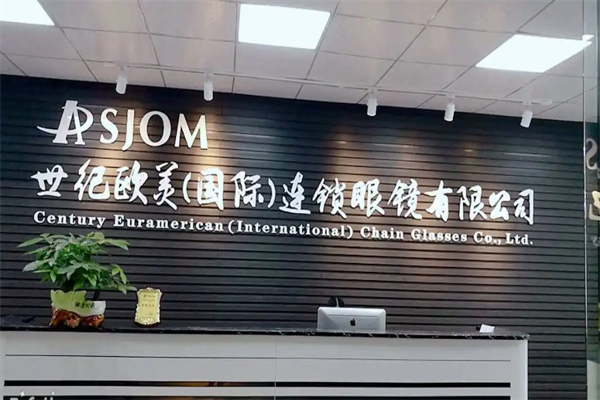 SJOM
世纪欧美(国际)连锁眼镜有限公司
Century Euramerican (International) Chain Glasses Co., Ltd.